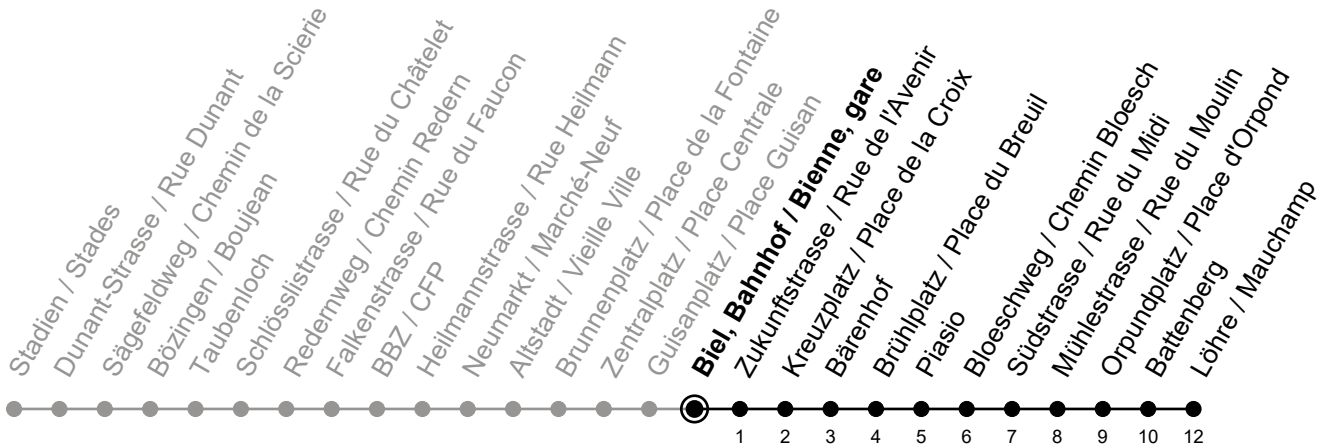 Stadien / Stades
Dunant-Strasse / Rue Dunant
Sägefeldweg / Chemin de la Scierie
Bözingen / Boujean
Taubenloch
Schlösslistrasse / Rue du Châtelet
Redernweg / Chemin Redern
Falkenstrasse / Rue du Faucon
BBZ / CFP
Heilmannstrasse / Rue Heilmann
Neumarkt / Marché-Neuf
Altstadt / Vieille Ville
Brunnenplatz / Place de la Fontaine
Zentralplatz / Place Centrale
Guisanplatz / Place Guisan
Biel, Bahnhof / Bienne, gare
Zukunftstrasse / Rue de l'Avenir
Kreuzplatz / Place de la Croix
Bärenhof
Brühlplatz / Place du Breuil
Piasio
Bloeschweg / Chemin Bloesch
Südstrasse / Rue du Midi
Mühlestrasse / Rue du Moulin
Orpundplatz / Place d'Orpond
Battenberg
Löhre / Mauchamp
1 2 3 4 5 6 7 8 9 10 12